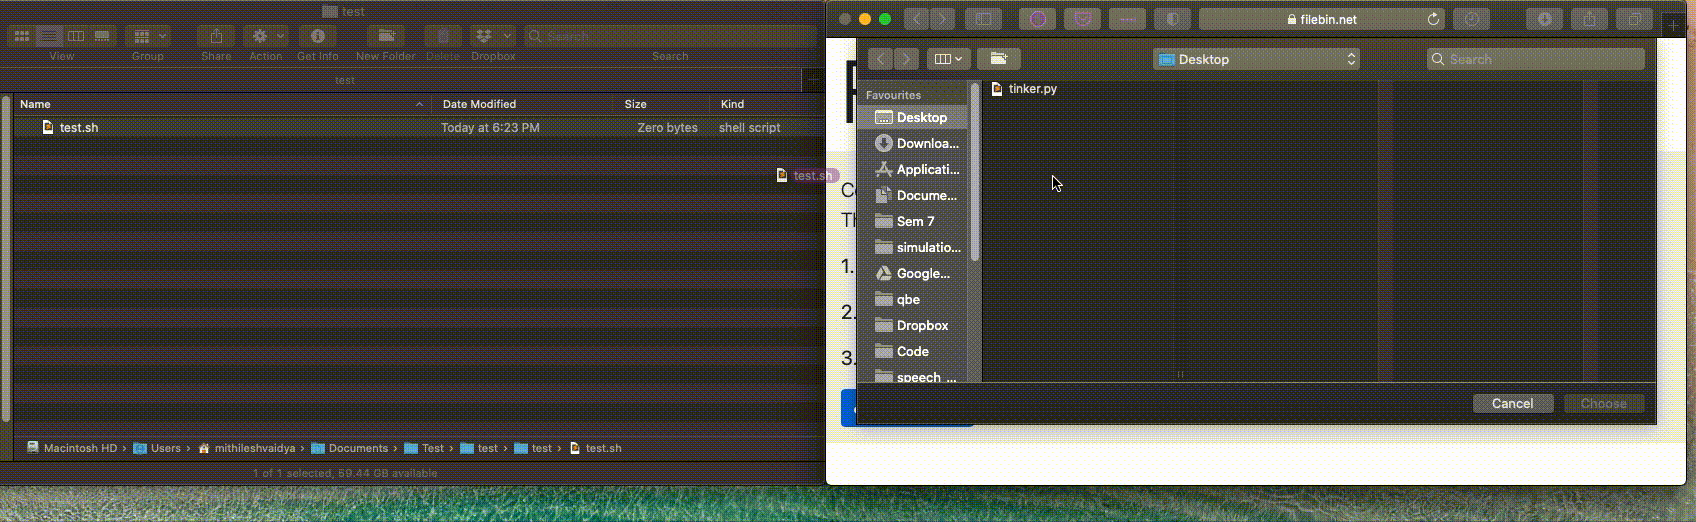 test
View
Group
Share
Action
Get Info
New Folder
Delete
Dropbox
Search
Search
test
Name
Date Modified
Size
Kind
test.sh
Today at 6:23 PM
Zero bytes
shell script
test.sh
Macintosh HD › Users › mithileshvaidya › Documents › Test › test › test › test.sh
1 of 1 selected, 59.44 GB available
filebin.net
Desktop
Search
Favourites
Desktop
Downloa...
Applicati...
Docume...
Sem 7
simulatio...
Google...
qbe
Dropbox
Code
speech_...
tinker.py
1.
2.
3.
Cancel
Choose